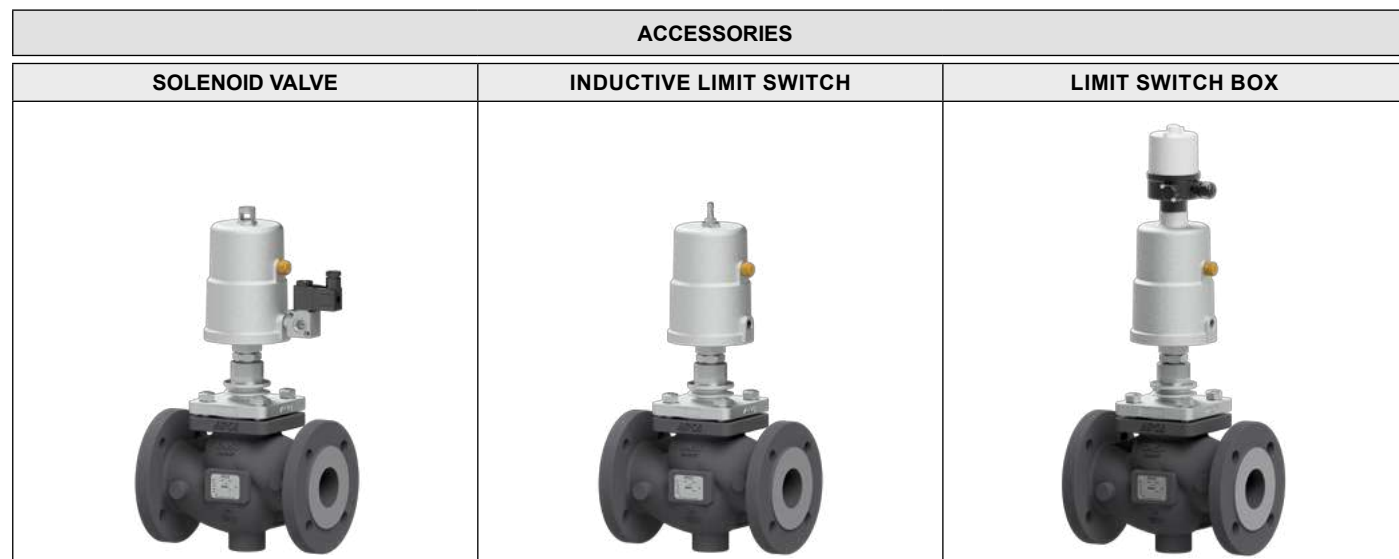 ACCESSORIES
SOLENOID VALVE
INDUCTIVE LIMIT SWITCH
LIMIT SWITCH BOX